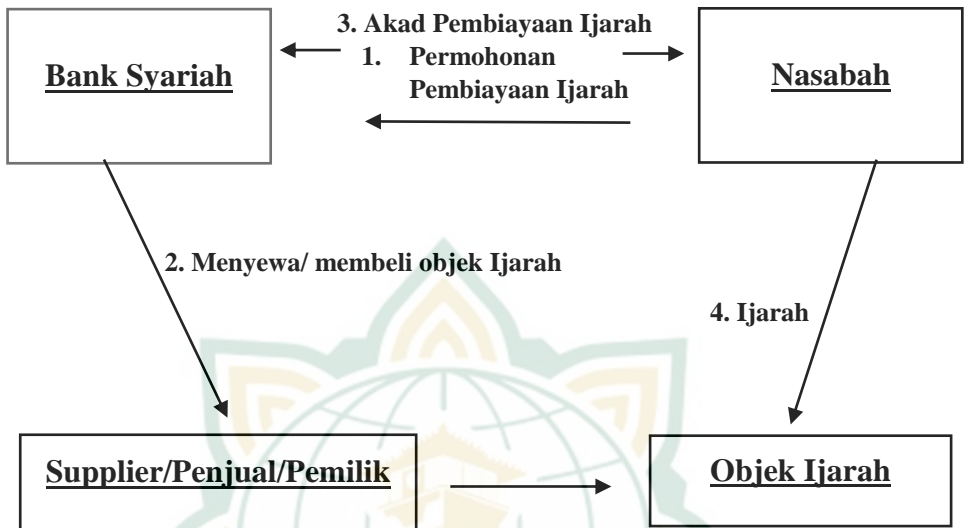 3. Akad Pembiayaan Ijarah
1. Permohonan
Pembiayaan Ijarah
Bank Syariah
Nasabah
2. Menyewa/ membeli objek Ijarah
4. Ijarah
Supplier/Penjual/Pemilik
Objek Ijarah